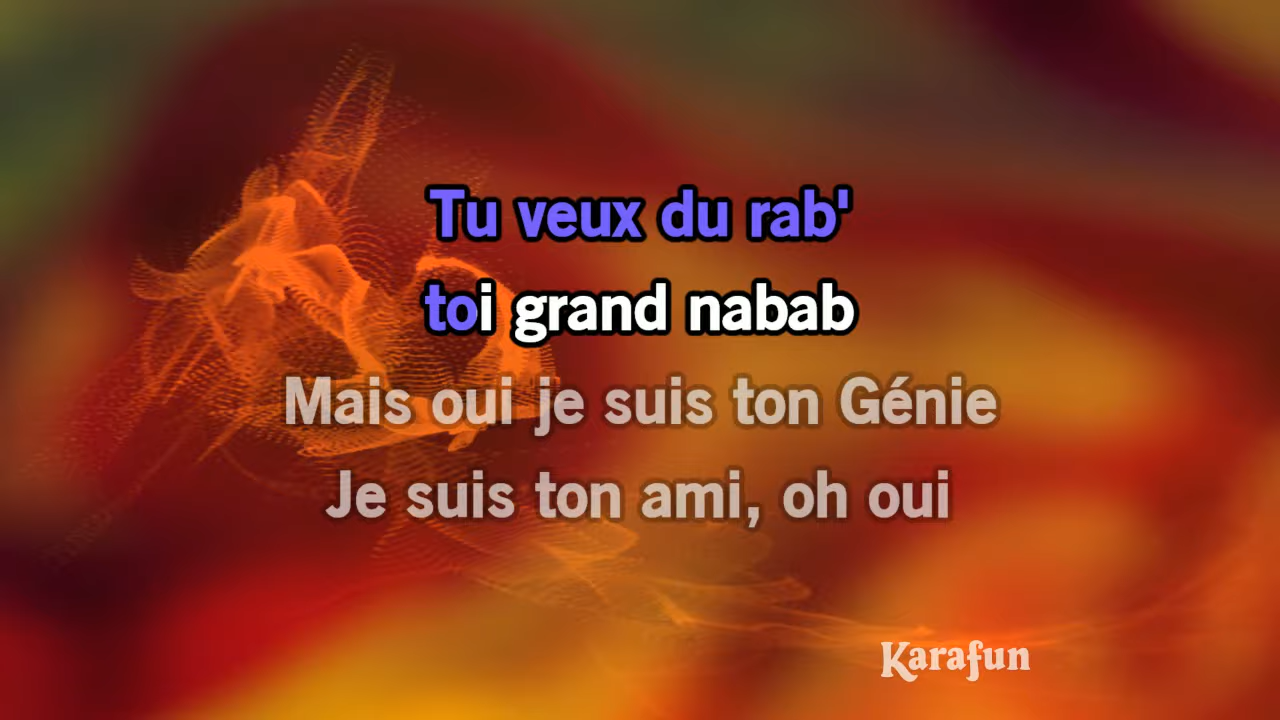 Tu veux du rab'
toi grand nabab
Mais oui je suis ton Génie
Je suis ton ami, oh oui
Karafun